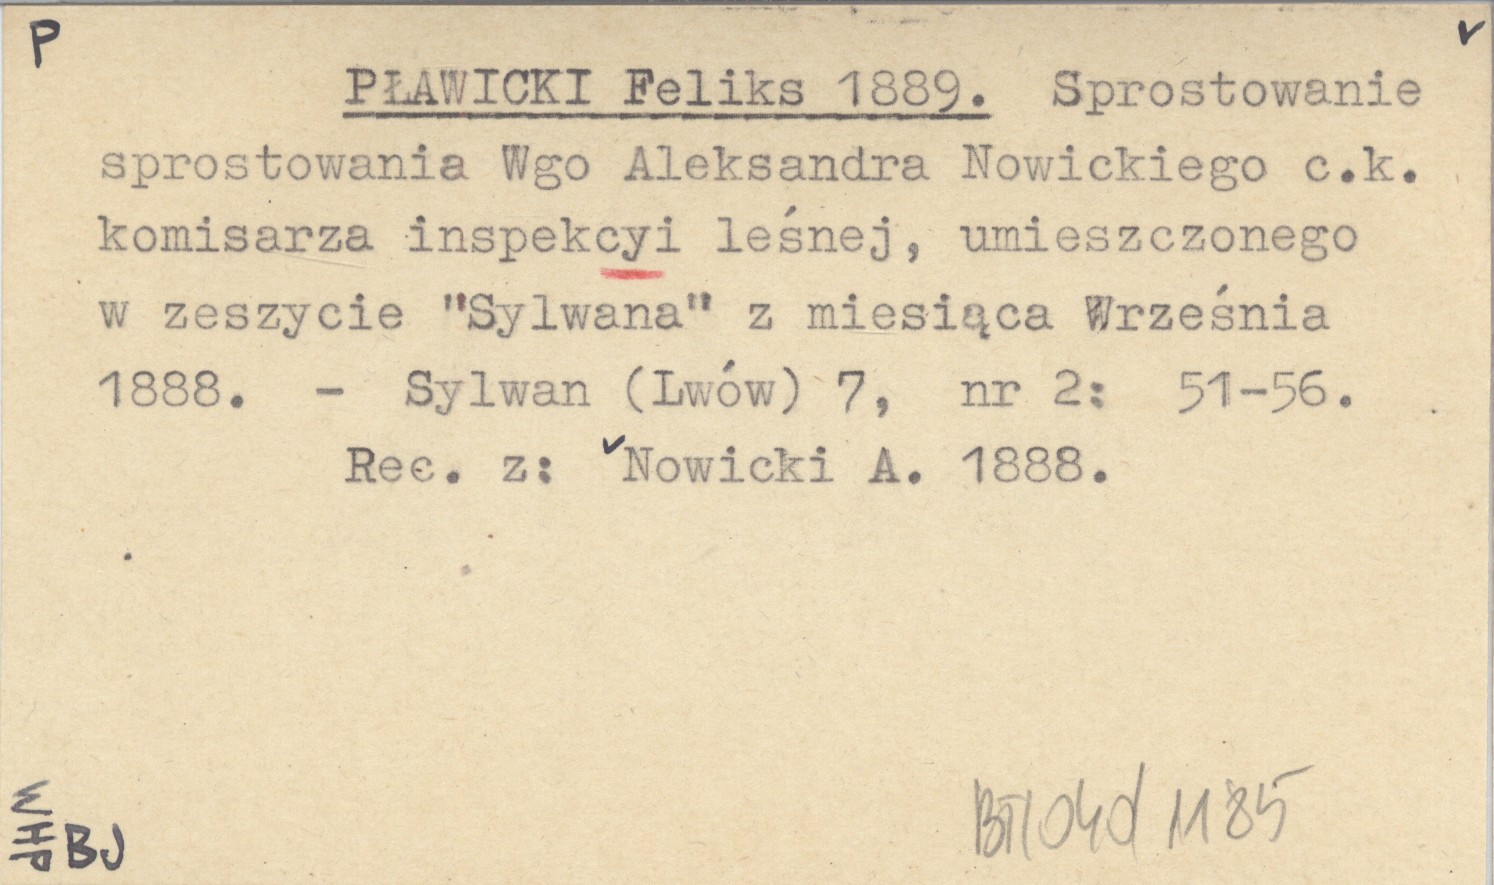 P
PŁAWICKI Feliks 1889. Sprostowanie
sprostowania Wgo Aleksandra Nowickiego c.k.
komisarza inspekcyi leśnej, umieszczonego
w zeszycie "Sylwana" z miesiąca Września
1888. - Sylwan (Lwów) 7, nr 2: 51-56.
Rec. z: Nowicki A. 1888.
BJ
1185